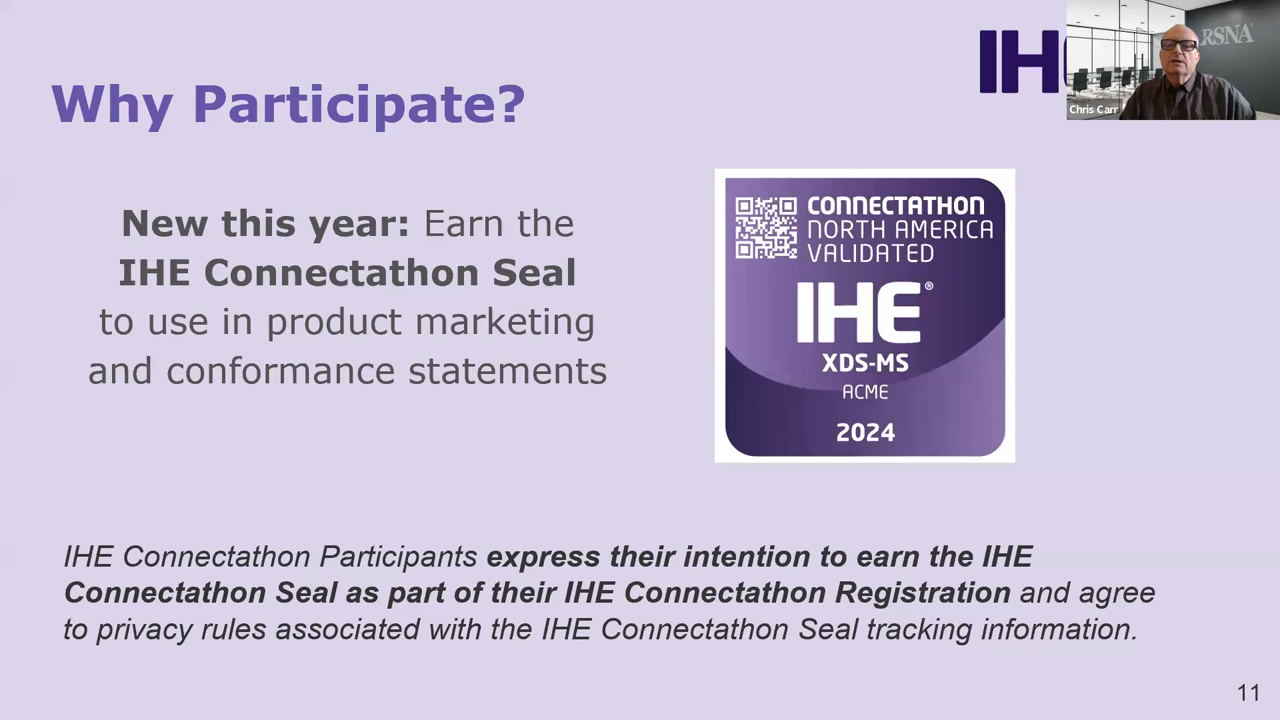 IH
RSNA
Chris Carr
Why Participate?
New this year: Earn the
IHE Connectathon Seal
to use in product marketing
and conformance statements
CONNECTATHON
NORTH AMERICA
VALIDATED
IHE®
XDS-MS
ACME
2024
IHE Connectathon Participants express their intention to earn the IHE
Connectathon Seal as part of their IHE Connectathon Registration and agree
to privacy rules associated with the IHE Connectathon Seal tracking information.
11